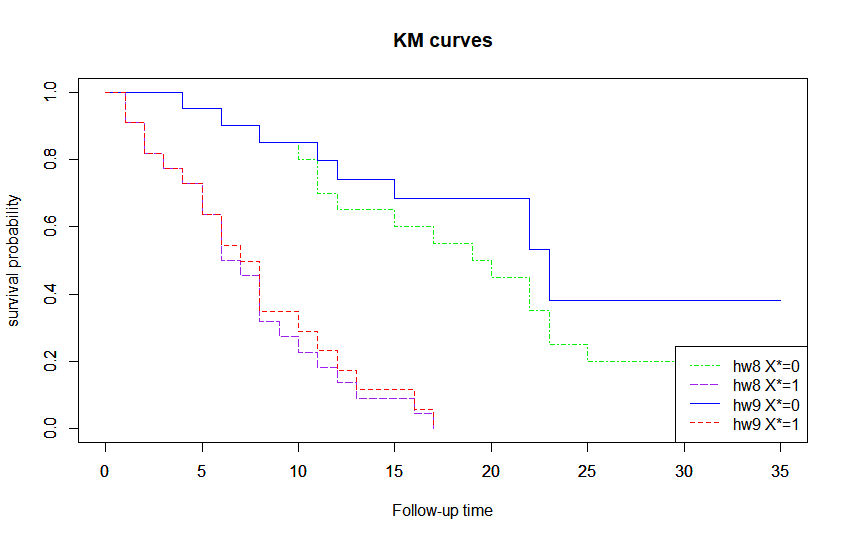 KM curves
survival probability
1.0
0.8
0.6
0.4
0.2
0.0
hw8 X*=0
hw8 X*=1
hw9 X*=0
hw9 X*=1
0 5 10 15 20 25 30 35
Follow-up time